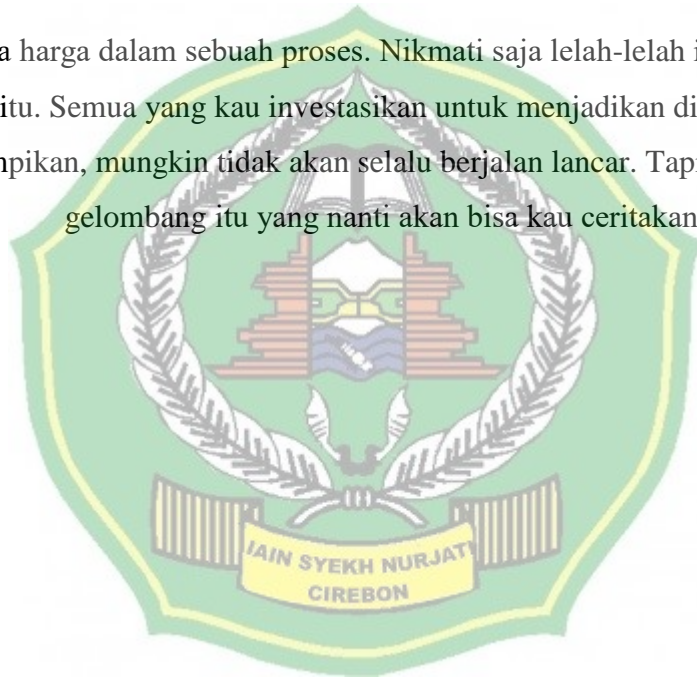 a harga dalam sebuah proses. Nikmati saja lelah-lelah i
itu. Semua yang kau investasikan untuk menjadikan di
npikan, mungkin tidak akan selalu berjalan lancar. Tap
gelombang itu yang nanti akan bisa kau ceritakan
IAIN SYEKH NURJATI
CIREBON